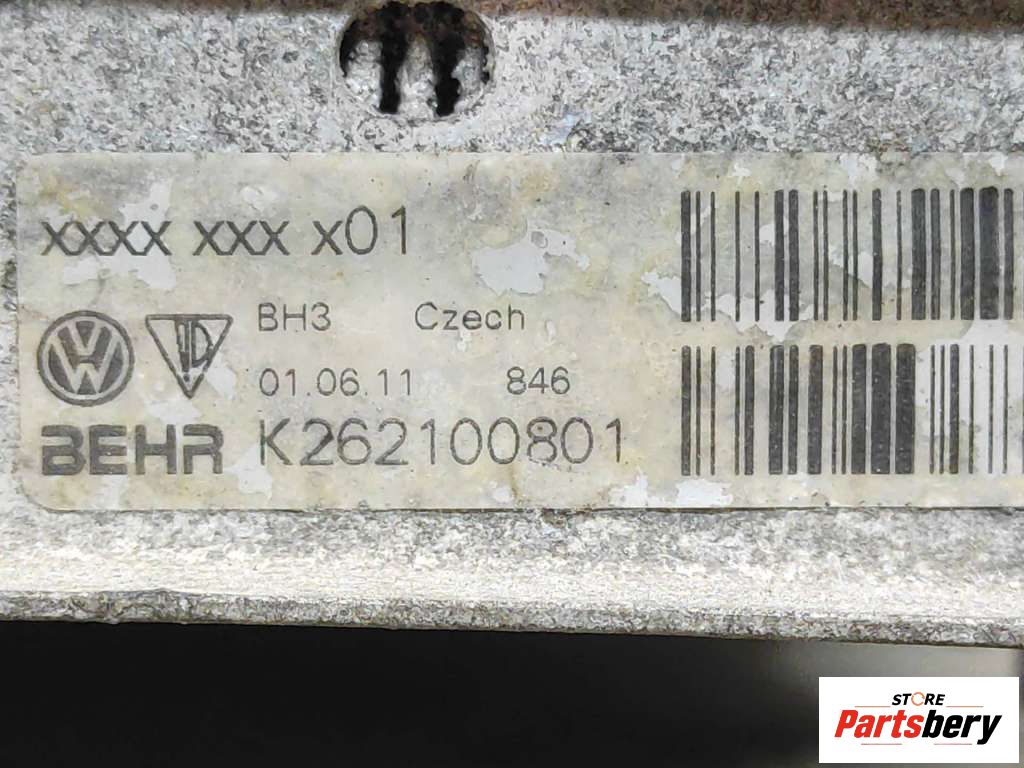 xxxx xxx x01
BH3 Czech
01.06.11 846
BEHR K262100801
STORE
Partsbery